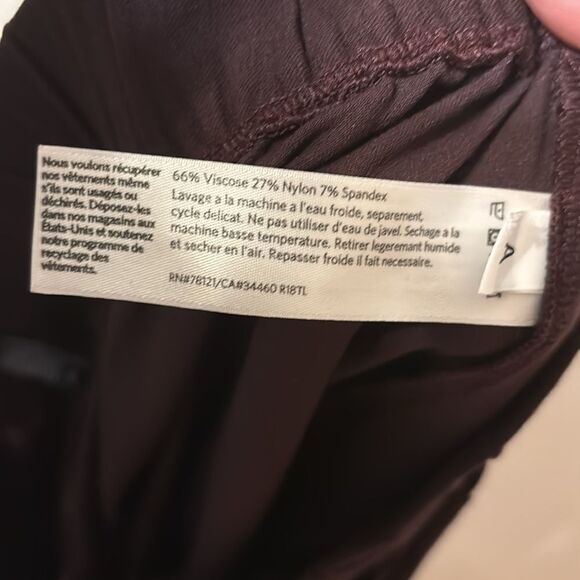 Nous voulons récupérer
nos vêtements même
s'ils sont usagés ou
déchirés. Déposez-les
dans nos magasins aux
États-Unis et soutenez
notre programme de
recyclage des
vêtements.
66% Viscose 27% Nylon 7% Spandex
Lavage a la machine a l'eau froide, separement,
cycle delicat. Ne pas utiliser d'eau de javel. Sechage a la
machine basse temperature. Retirer legerement humide
et secher en l'air. Repasser froide il fait necessaire.
RN#78121/CA#34460 R18TL